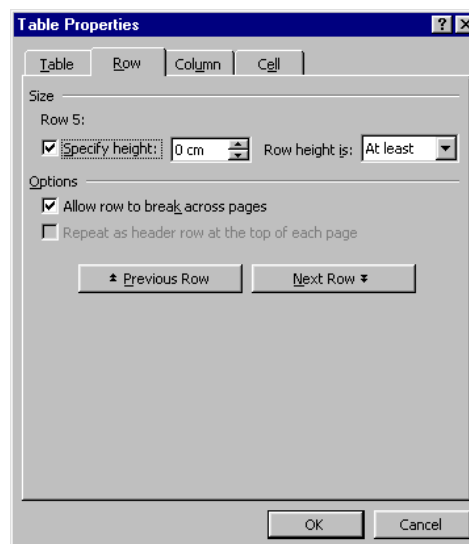 Table Properties
Table Row Column Cell
Size
Row 5:
Specify height: 0 cm Row height is: At least
Options
Allow row to break across pages
Repeat as header row at the top of each page
Previous Row Next Row
OK Cancel